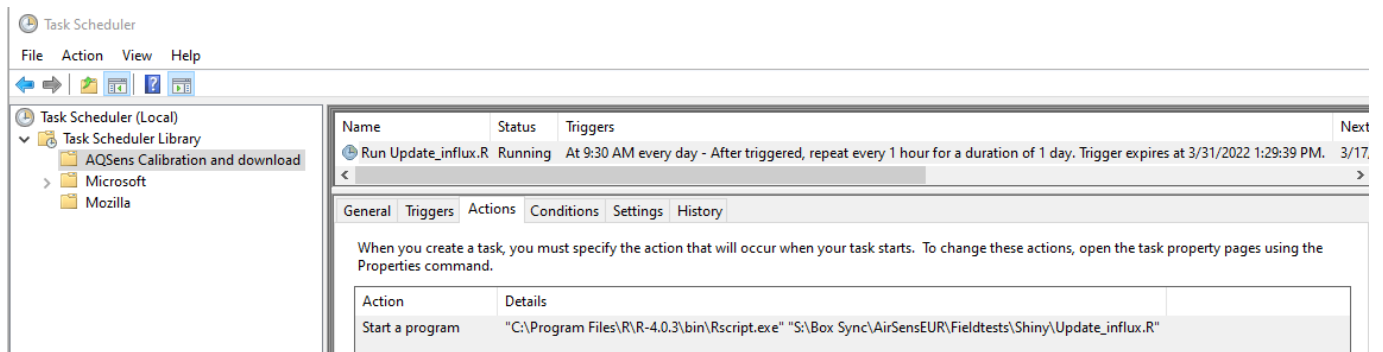 Task Scheduler
File Action View Help
Task Scheduler (Local)
Task Scheduler Library
AQSens Calibration and download
Microsoft
Mozilla
Name Status Triggers Next
Run Update_influx.R Running At 9:30 AM every day - After triggered, repeat every 1 hour for a duration of 1 day. Trigger expires at 3/31/2022 1:29:39 PM. 3/17,
General Triggers Actions Conditions Settings History
When you create a task, you must specify the action that will occur when your task starts. To change these actions, open the task property pages using the
Properties command.
Action Details
Start a program "C:\Program Files\R\R-4.0.3\bin\Rscript.exe" "S:\Box Sync\AirSensEUR\Fieldtests\Shiny\Update_influx.R"